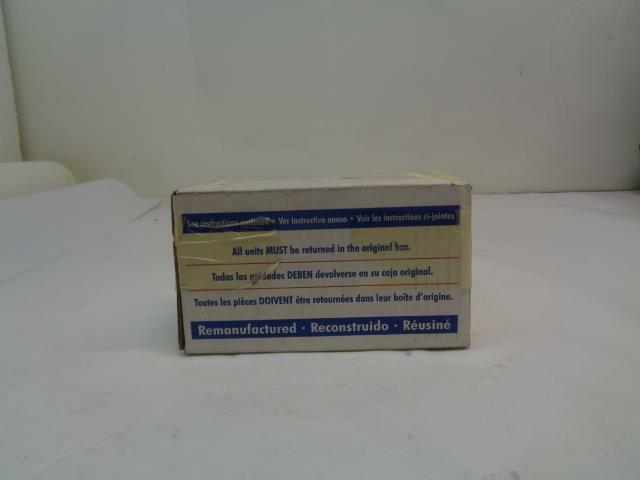 See instructions enclosed • Ver instructivo anexo • Voir les instructions ci-jointes
All units MUST be returned in the original box.
Todas las unidades DEBEN devolverse en su caja original.
Toutes les pièces DOIVENT être retournées dans leur boîte d'origine.
Remanufactured · Reconstruido · Réusiné